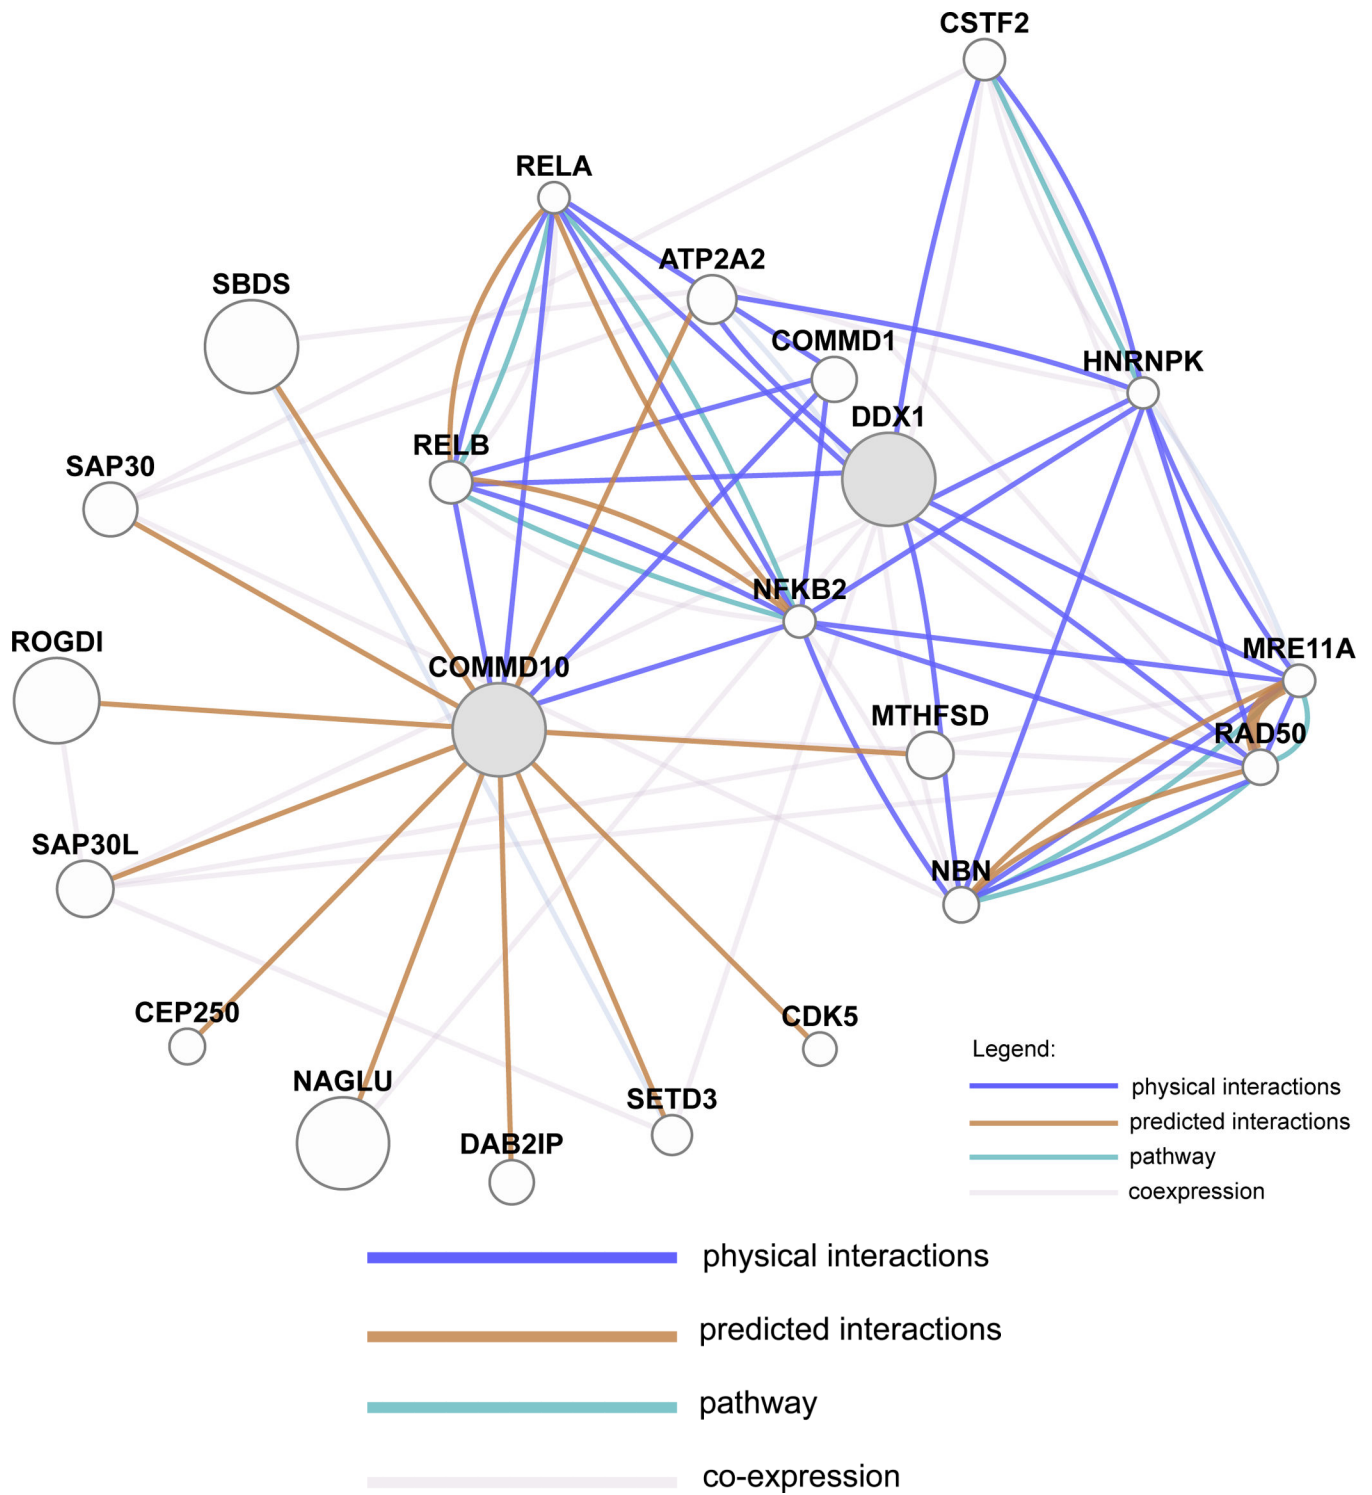 CSTF2
RELA
ATP2A2
SBDS
COMMD1
HNRNPK
DDX1
RELB
SAP30
NFKB2
ROGDI
COMMD10
MRE11A
MTHFSD
RAD50
SAP30L
NBN
CEP250
CDK5
NAGLU
SETD3
DAB2IP
Legend:
physical interactions
predicted interactions
pathway
coexpression
physical interactions
predicted interactions
pathway
co-expression